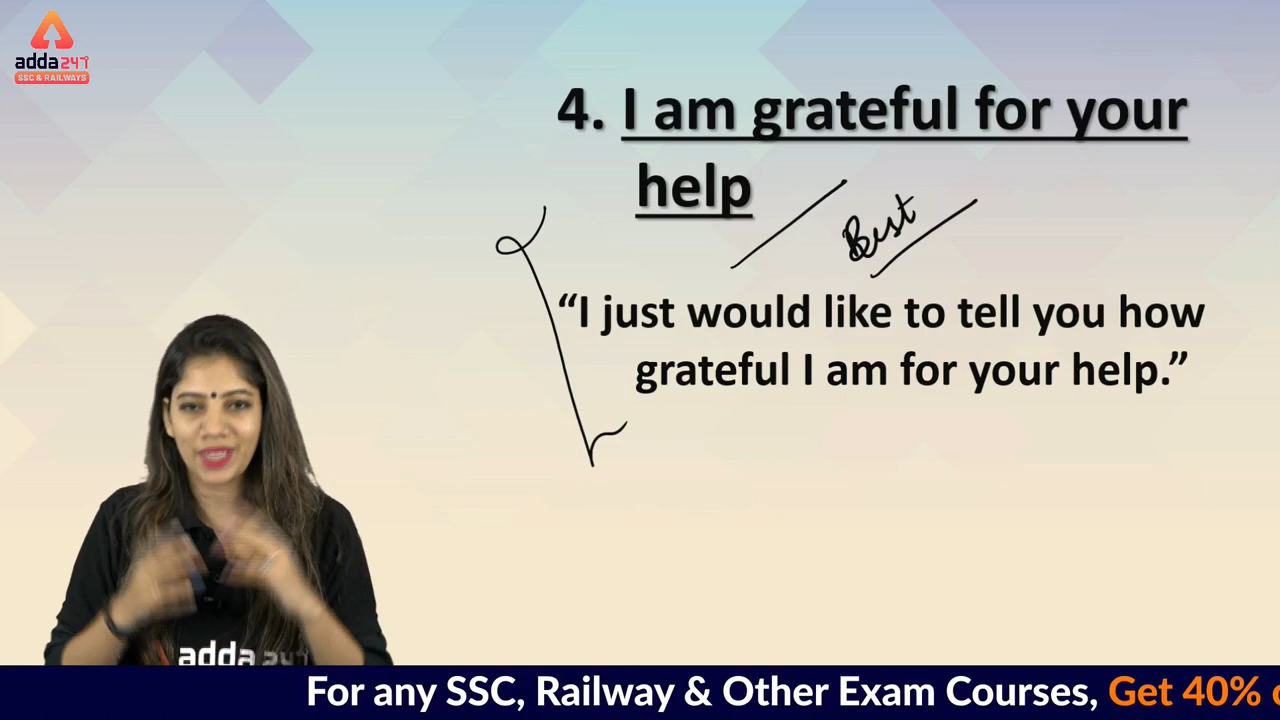 adda247
SSC & RAILWAYS
4. I am grateful for your
help
Best
“I just would like to tell you how
grateful I am for your help.”
adda247
For any SSC, Railway & Other Exam Courses, Get 40%